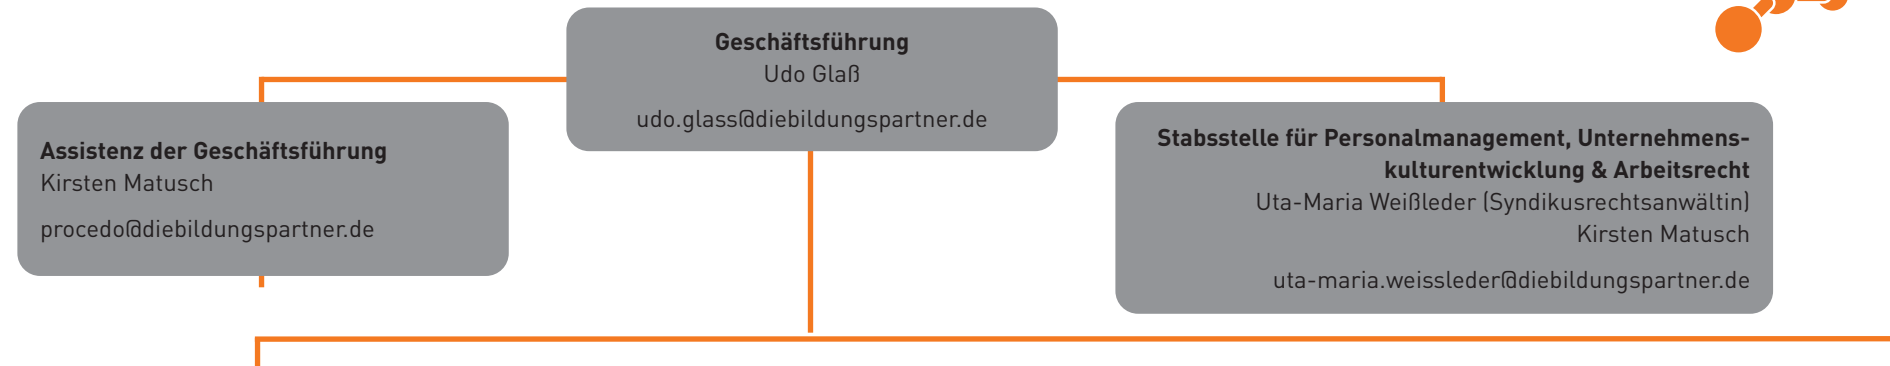 Geschäftsführung
Udo Glaß
udo.glass@diebildungspartner.de
Assistenz der Geschäftsführung
Kirsten Matusch
procedo@diebildungspartner.de
Stabsstelle für Personalmanagement, Unternehmens-
kulturentwicklung & Arbeitsrecht
Uta-Maria Weißleder (Syndikusrechtsanwältin)
Kirsten Matusch
uta-maria.weissleder@diebildungspartner.de